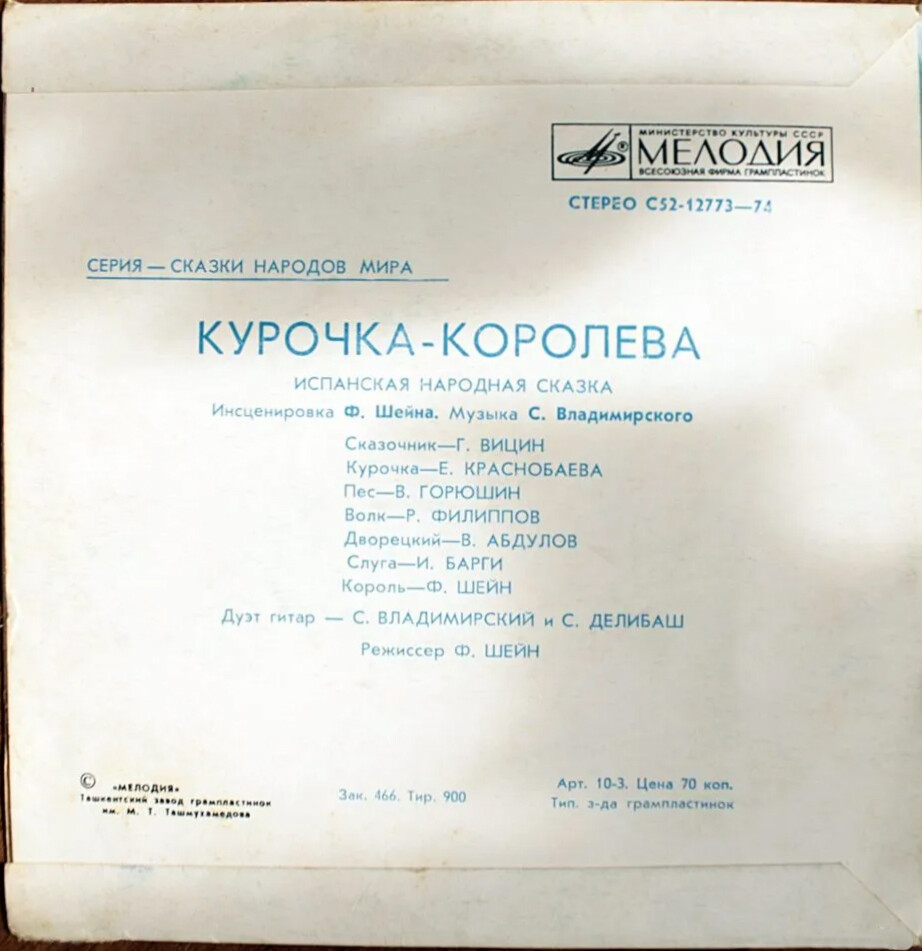 МИНИСТЕРСТВО КУЛЬТУРЫ СССР
МЕЛОДИЯ
ВСЕСОЮЗНАЯ ФИРМА ГРАМПЛАСТИНОК
СТЕРЕО С52-12773—74
СЕРИЯ — СКАЗКИ НАРОДОВ МИРА
КУРОЧКА-КОРОЛЕВА
ИСПАНСКАЯ НАРОДНАЯ СКАЗКА
Инсценировка Ф. Шейна. Музыка С. Владимирского
Сказочник—Г. ВИЦИН
Курочка—Е. КРАСНОБАЕВА
Пес—В. ГОРЮШИН
Волк—Р. ФИЛИППОВ
Дворецкий—В. АБДУЛОВ
Слуга—И. БАРГИ
Король—Ф. ШЕЙН
Дуэт гитар — С. ВЛАДИМИРСКИЙ и С. ДЕЛИБАШ
Режиссер Ф. ШЕЙН
© «МЕЛОДИЯ»
Ташкентский завод грампластинок
им. М. Т. Ташмухамедова
Зак. 466. Тир. 900
Арт. 10-3. Цена 70 коп.
Тип. з-да грампластинок